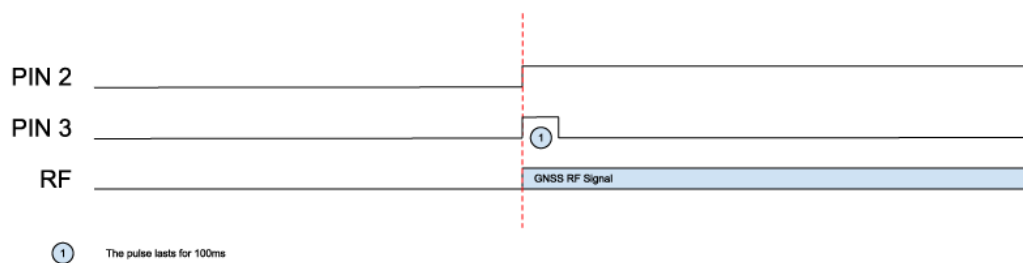 PIN 2
PIN 3
1
RF
GNSS RF Signal
1 The pulse lasts for 100ms